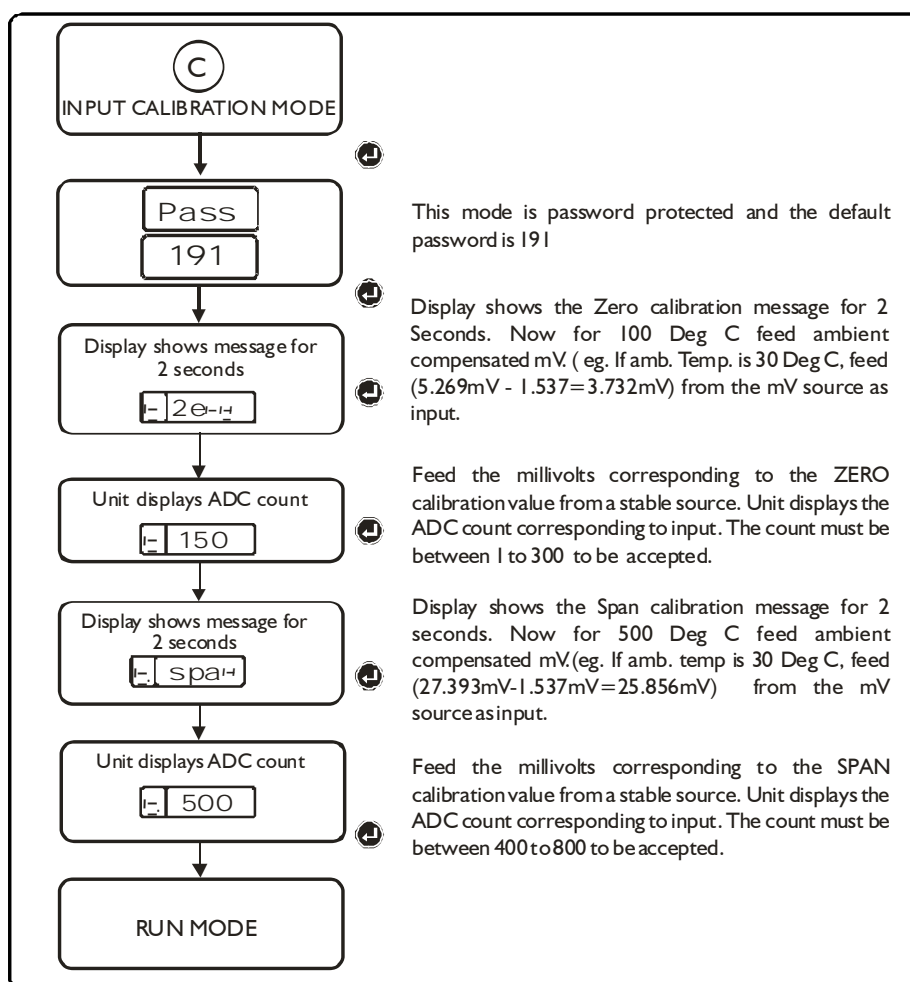 C
INPUT CALIBRATION MODE
Pass
191
This mode is password protected and the default
password is 191
Display shows message for
2 seconds
Display shows the Zero calibration message for 2
Seconds. Now for 100 Deg C feed ambient
compensated mV. ( eg. If amb. Temp. is 30 Deg C, feed
(5.269mV - 1.537=3.732mV) from the mV source as
input.
Unit displays ADC count
150
Feed the millivolts corresponding to the ZERO
calibration value from a stable source. Unit displays the
ADC count corresponding to input. The count must be
between 1 to 300 to be accepted.
Display shows message for
2 seconds
Display shows the Span calibration message for 2
seconds. Now for 500 Deg C feed ambient
compensated mV.(eg. If amb. temp is 30 Deg C, feed
(27.393mV-1.537mV=25.856mV) from the mV
source as input.
Unit displays ADC count
500
Feed the millivolts corresponding to the SPAN
calibration value from a stable source. Unit displays the
ADC count corresponding to input. The count must be
between 400 to 800 to be accepted.
RUN MODE